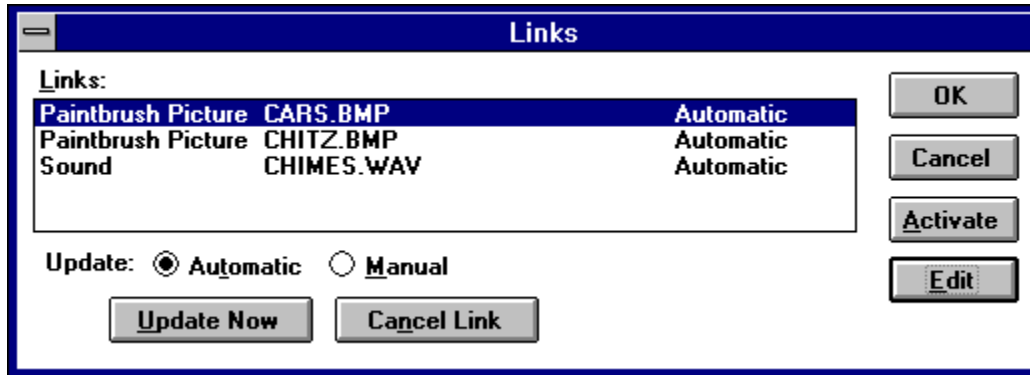 Links
Links:
Paintbrush Picture CARS.BMP Automatic
Paintbrush Picture CHITZ.BMP Automatic
Sound CHIMES.WAV Automatic
OK
Cancel
Activate
Edit
Update: Automatic Manual
Update Now Cancel Link